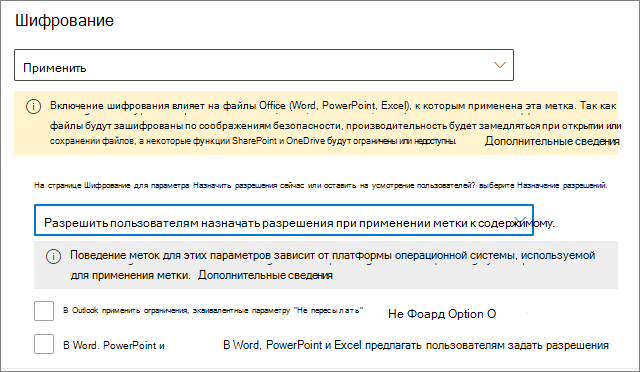 Шифрование
Применить
Включение шифрования влияет на файлы Office (Word, PowerPoint, Excel), к которым применена эта метка. Так как
файлы будут зашифрованы по соображениям безопасности, производительность будет замедляться при открытии или
сохранении файлов, а некоторые функции SharePoint и OneDrive будут ограничены или недоступны. Дополнительные сведения
На странице Шифрование для параметра Назначить разрешения сейчас или оставить на усмотрение пользователей? выберите Назначение разрешений.
Разрешить пользователям назначать разрешения при применении метки к содержимому.
Поведение меток для этих параметров зависит от платформы операционной системы, используемой
для применения метки. Дополнительные сведения
В Outlook применить ограничения, эквивалентные параметру "Не пересылать" Не Фоард Option О
В Word. PowerPoint и В Word, PowerPoint и Excel предлагать пользователям задать разрешения